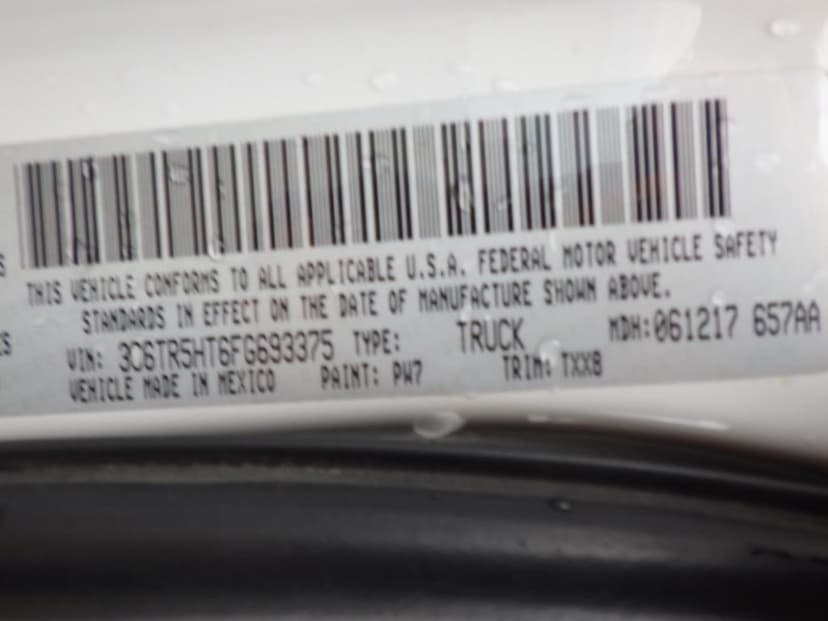 THIS VEHICLE CONFORMS TO ALL APPLICABLE U.S.A. FEDERAL MOTOR VEHICLE SAFETY
STANDARDS IN EFFECT ON THE DATE OF MANUFACTURE SHOWN ABOVE.
VIN: 3C6TR5HT6FG693375 TYPE: TRUCK MDH:061217 657AA
VEHICLE MADE IN MEXICO PAINT: PW7 TRIM: TXX8